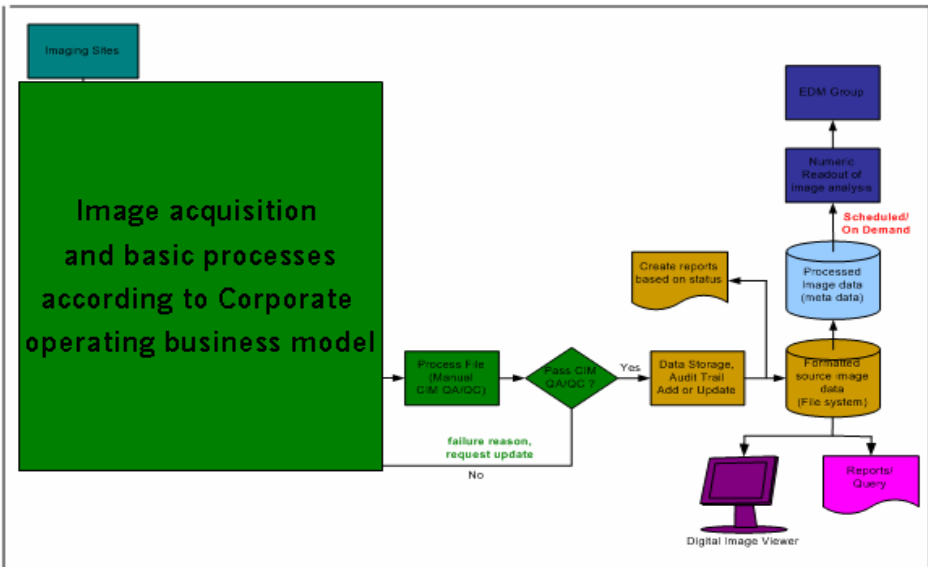 Imaging Sites
Image acquisition
and basic processes
according to Corporate
operating business model
Process File
(Manual
CIM QA/QC)
Pass CIM
QA/QC ?
Yes
failure reason,
request update
No
Data Storage,
Audit Trail
Add or Update
Create reports
based on status
EDM Group
Numeric
Readout of
image analysis
Scheduled/
On Demand
Processed
Image data
(meta data)
Formatted
source image
data
(File system)
Digital Image Viewer
Reports/
Query